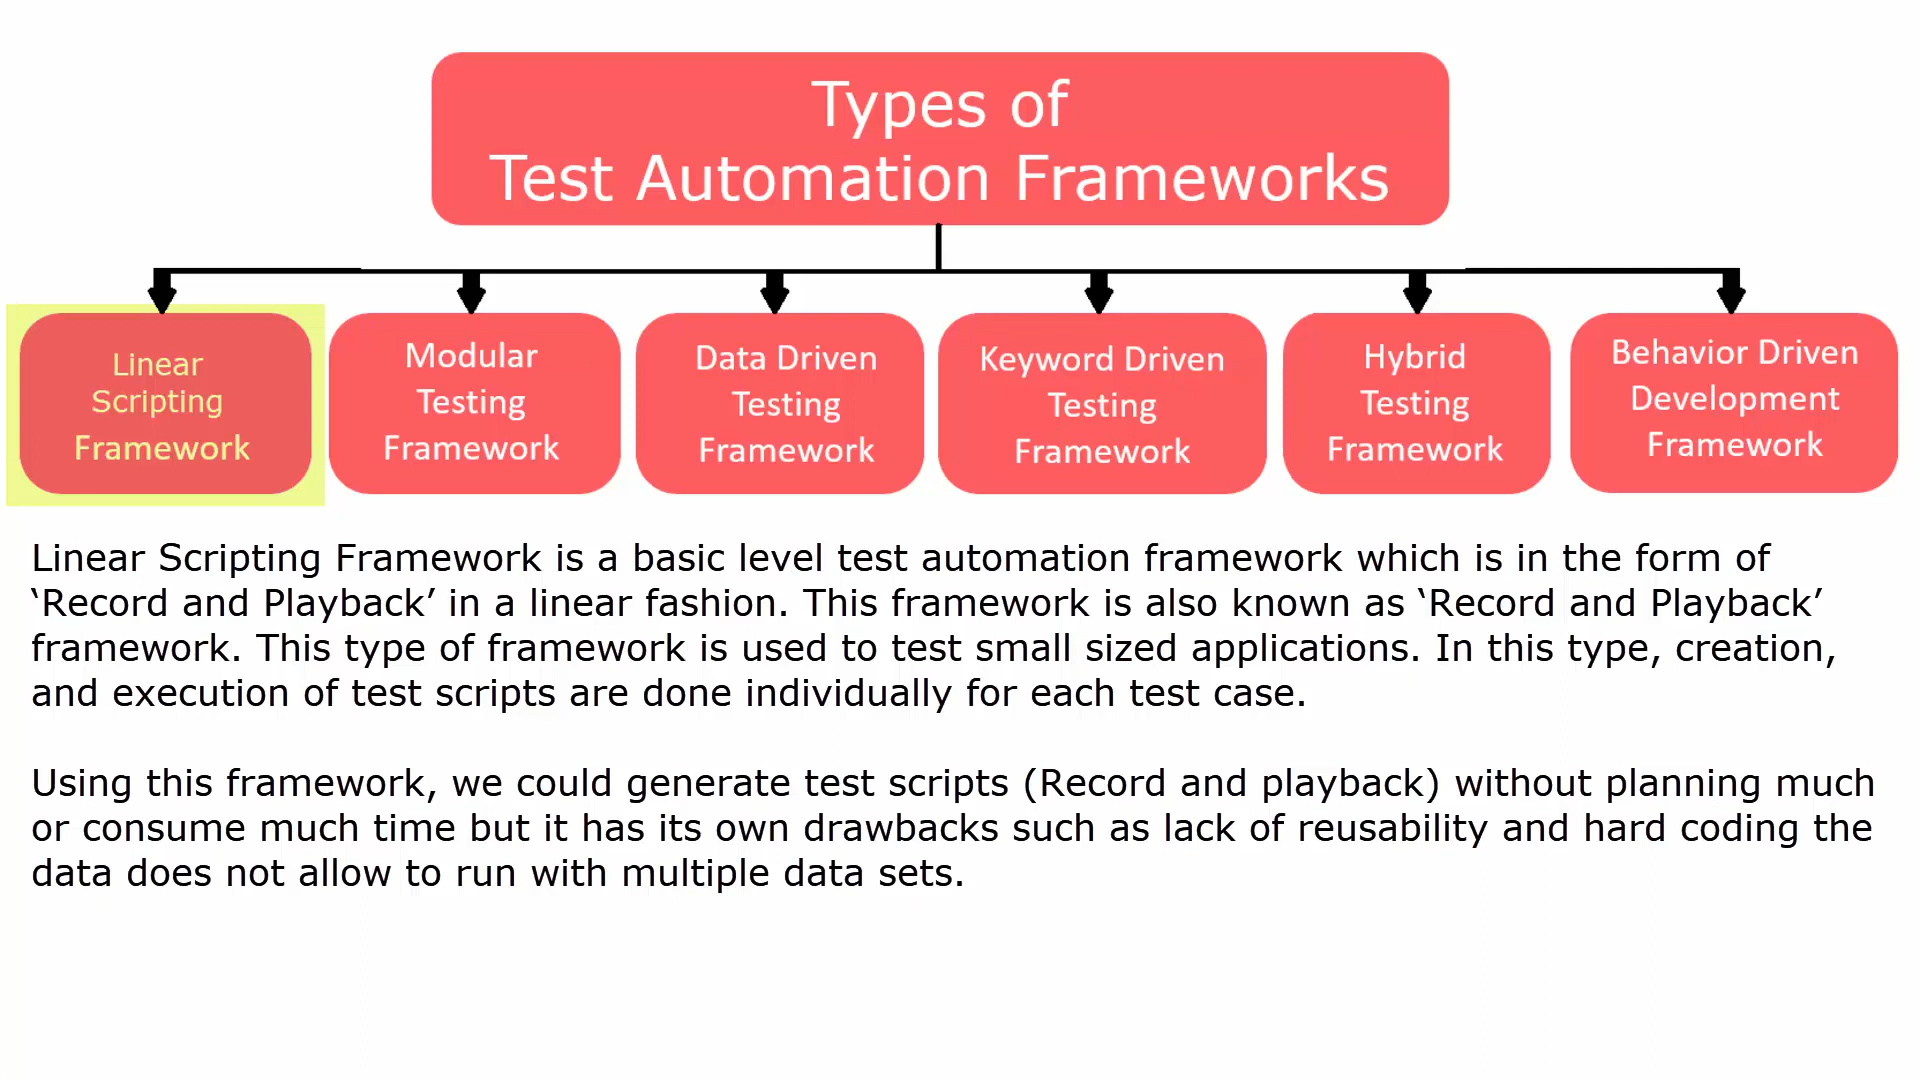 Types of
Test Automation Frameworks
Linear
Scripting
Framework
Modular
Testing
Framework
Data Driven
Testing
Framework
Keyword Driven
Testing
Framework
Hybrid
Testing
Framework
Behavior Driven
Development
Framework
Linear Scripting Framework is a basic level test automation framework which is in the form of
‘Record and Playback’ in a linear fashion. This framework is also known as ‘Record and Playback’
framework. This type of framework is used to test small sized applications. In this type, creation,
and execution of test scripts are done individually for each test case.
Using this framework, we could generate test scripts (Record and playback) without planning much
or consume much time but it has its own drawbacks such as lack of reusability and hard coding the
data does not allow to run with multiple data sets.